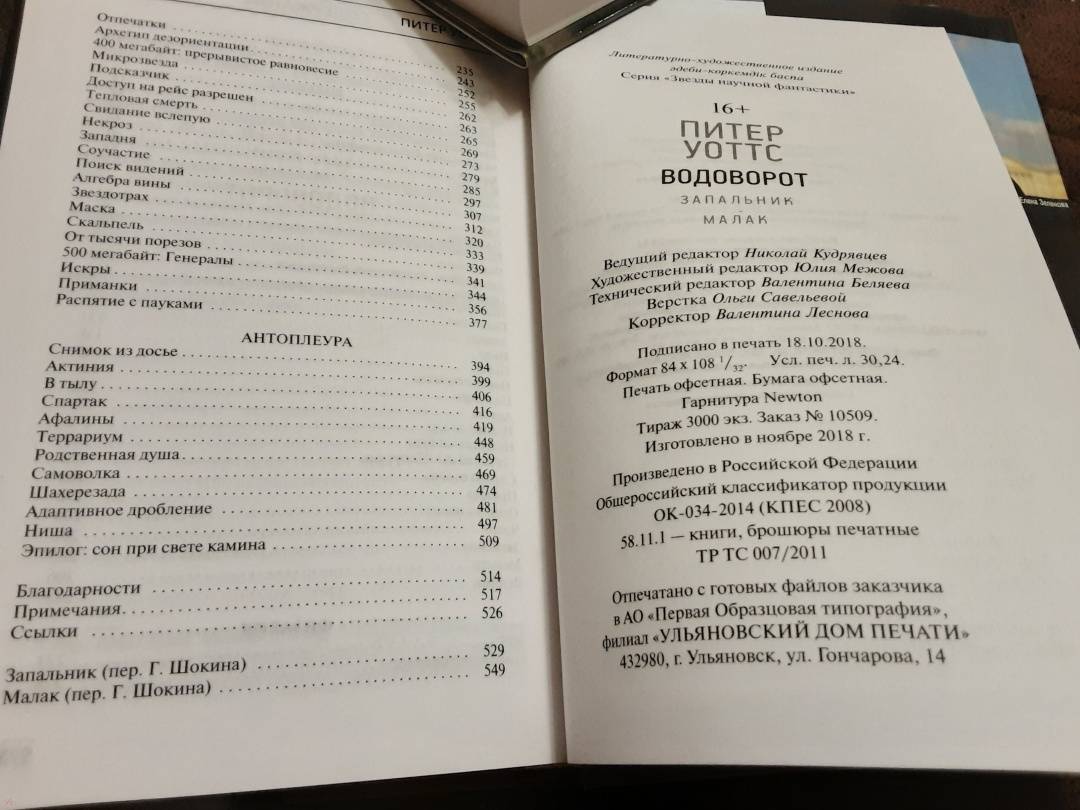 ПИТЕР
Отпечатки 235
Архетип дезориентации 243
400 мегабайт: прерывистое равновесие 252
Микрозвезда 255
Подсказчик 262
Доступ на рейс разрешен 263
Тепловая смерть 265
Свидание вслепую 269
Некроз 273
Западня 279
Соучастие 285
Поиск видений 297
Алгебра вины 307
Звездотрах 312
Маска 320
Скальпель 333
От тысячи порезов 339
500 мегабайт: Генералы 341
Искры 344
Приманки 356
Распятие с пауками 377
АНТОПЛЕУРА
Снимок из досье 394
Актиния 399
В тылу 406
Спартак 416
Афалины 419
Террариум 448
Родственная душа 459
Самоволка 469
Шахерезада 474
Адаптивное дробление 481
Ниша 497
Эпилог: сон при свете камина 509
Благодарности 514
Примечания 517
Ссылки 526
Запальник (пер. Г. Шокина) 529
Малак (пер. Г. Шокина) 549
Литературно-художественное издание
әдеби-көркемдік баспа
Серия «Звезды научной фантастики»
16+
ПИТЕР
УОТТС
ВОДОВОРОТ
ЗАПАЛЬНИК
МАЛАК
Ведущий редактор Николай Кудрявцев
Художественный редактор Юлия Межова
Технический редактор Валентина Беляева
Верстка Ольги Савельевой
Корректор Валентина Леснова
Подписано в печать 18.10.2018.
Формат 84 х 108 1/32. Усл. печ. л. 30,24.
Печать офсетная. Бумага офсетная.
Гарнитура Newton
Тираж 3000 экз. Заказ № 10509.
Изготовлено в ноябре 2018 г.
Произведено в Российской Федерации
Общероссийский классификатор продукции
ОК-034-2014 (КПЕС 2008)
58.11.1 — книги, брошюры печатные
ТР ТС 007/2011
Отпечатано с готовых файлов заказчика
в АО «Первая Образцовая типография»,
филиал «УЛЬЯНОВСКИЙ ДОМ ПЕЧАТИ»
432980, г. Ульяновск, ул. Гончарова, 14
Елена Зеленова